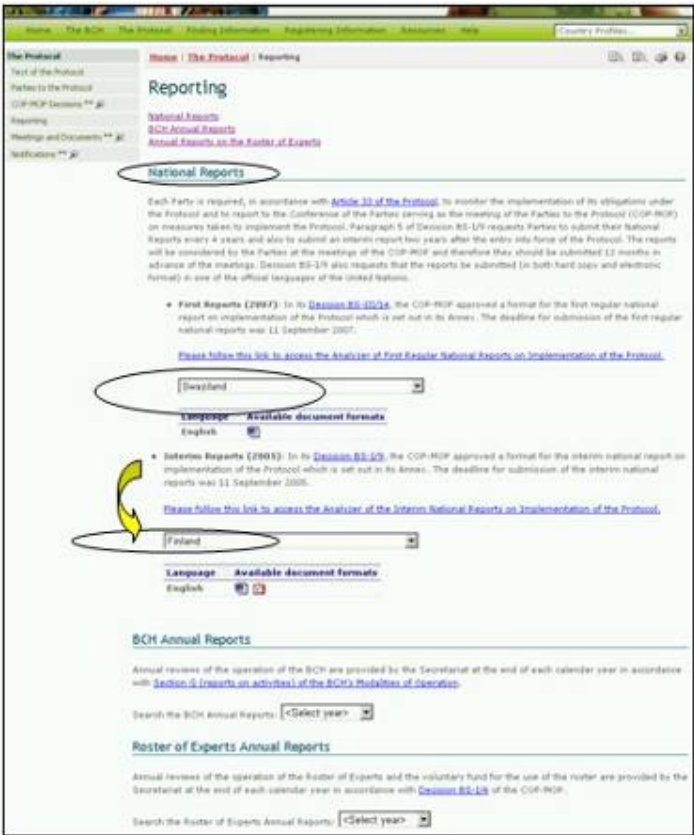 Home The BCH The Protocol Finding Information Registering Information Resources Help Country Profiles...
The Protocol
Text of the Protocol
Parties to the Protocol
COP-MOP Decisions **
Reporting
Meetings and Documents **
Notifications **
Home | The Protocol | Reporting
Reporting
National Reports
BCH Annual Reports
Annual Reports on the Roster of Experts
National Reports
Each Party is required, in accordance with Article 33 of the Protocol, to monitor the implementation of its obligations under
the Protocol and to report to the Conference of the Parties serving as the meeting of the Parties to the Protocol (COP-MOP)
on measures taken to implement the Protocol. Paragraph 5 of Decision BS-I/9 requests Parties to submit their National
Reports every 4 years and also to submit an interim report two years after the entry into force of the Protocol. The reports
will be considered by the Parties at the meetings of the COP-MOP and therefore they should be submitted 12 months in
advance of the meetings. Decision BS-I/9 also requests that the reports be submitted (in both hard copy and electronic
format) in one of the official languages of the United Nations.
• First Reports (2007): In its Decision BS-III/14, the COP-MOP approved a format for the first regular national
report on implementation of the Protocol which is set out in its Annex. The deadline for submission of the first regular
national reports was 11 September 2007.
Please follow this link to access the Analyzer of First Regular National Reports on Implementation of the Protocol.
Swaziland
Language Available document formats
English
• Interim Reports (2005): In its Decision BS-I/9, the COP-MOP approved a format for the interim national report on
implementation of the Protocol which is set out in its Annex. The deadline for submission of the interim national
reports was 11 September 2005.
Please follow this link to access the Analyzer of the Interim National Reports on Implementation of the Protocol.
Finland
Language Available document formats
English
BCH Annual Reports
Annual reviews of the operation of the BCH are provided by the Secretariat at the end of each calendar year in accordance
with Section G (reports on activities) of the BCH's Modalities of Operation.
Search the BCH Annual Reports: <Select year>
Roster of Experts Annual Reports
Annual reviews of the operation of the Roster of Experts and the voluntary fund for the use of the roster are provided by the
Secretariat at the end of each calendar year in accordance with Decision BS-I/4 of the COP-MOP.
Search the Roster of Experts Annual Reports: <Select year>